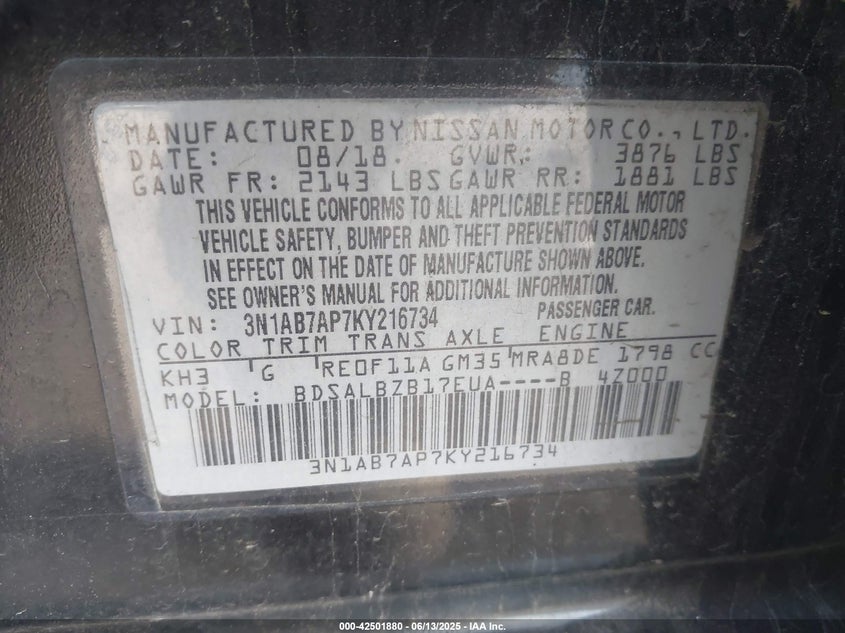 MANUFACTURED BY NISSAN MOTOR CO., LTD.
DATE: 08/18. GVWR: 3876 LBS
GAWR FR: 2143 LBS GAWR RR: 1881 LBS
THIS VEHICLE CONFORMS TO ALL APPLICABLE FEDERAL MOTOR
VEHICLE SAFETY, BUMPER AND THEFT PREVENTION STANDARDS
IN EFFECT ON THE DATE OF MANUFACTURE SHOWN ABOVE.
SEE OWNER'S MANUAL FOR ADDITIONAL INFORMATION.
VIN: 3N1AB7AP7KY216734 PASSENGER CAR.
COLOR TRIM TRANS AXLE ENGINE
KH3 G RE0F11A GM35 MRA8DE 1798 CC
MODEL: BDSALBZB17EUA----B 4Z000
3N1AB7AP7KY216734
000-42501880 — 06/13/2025 — IAA Inc.